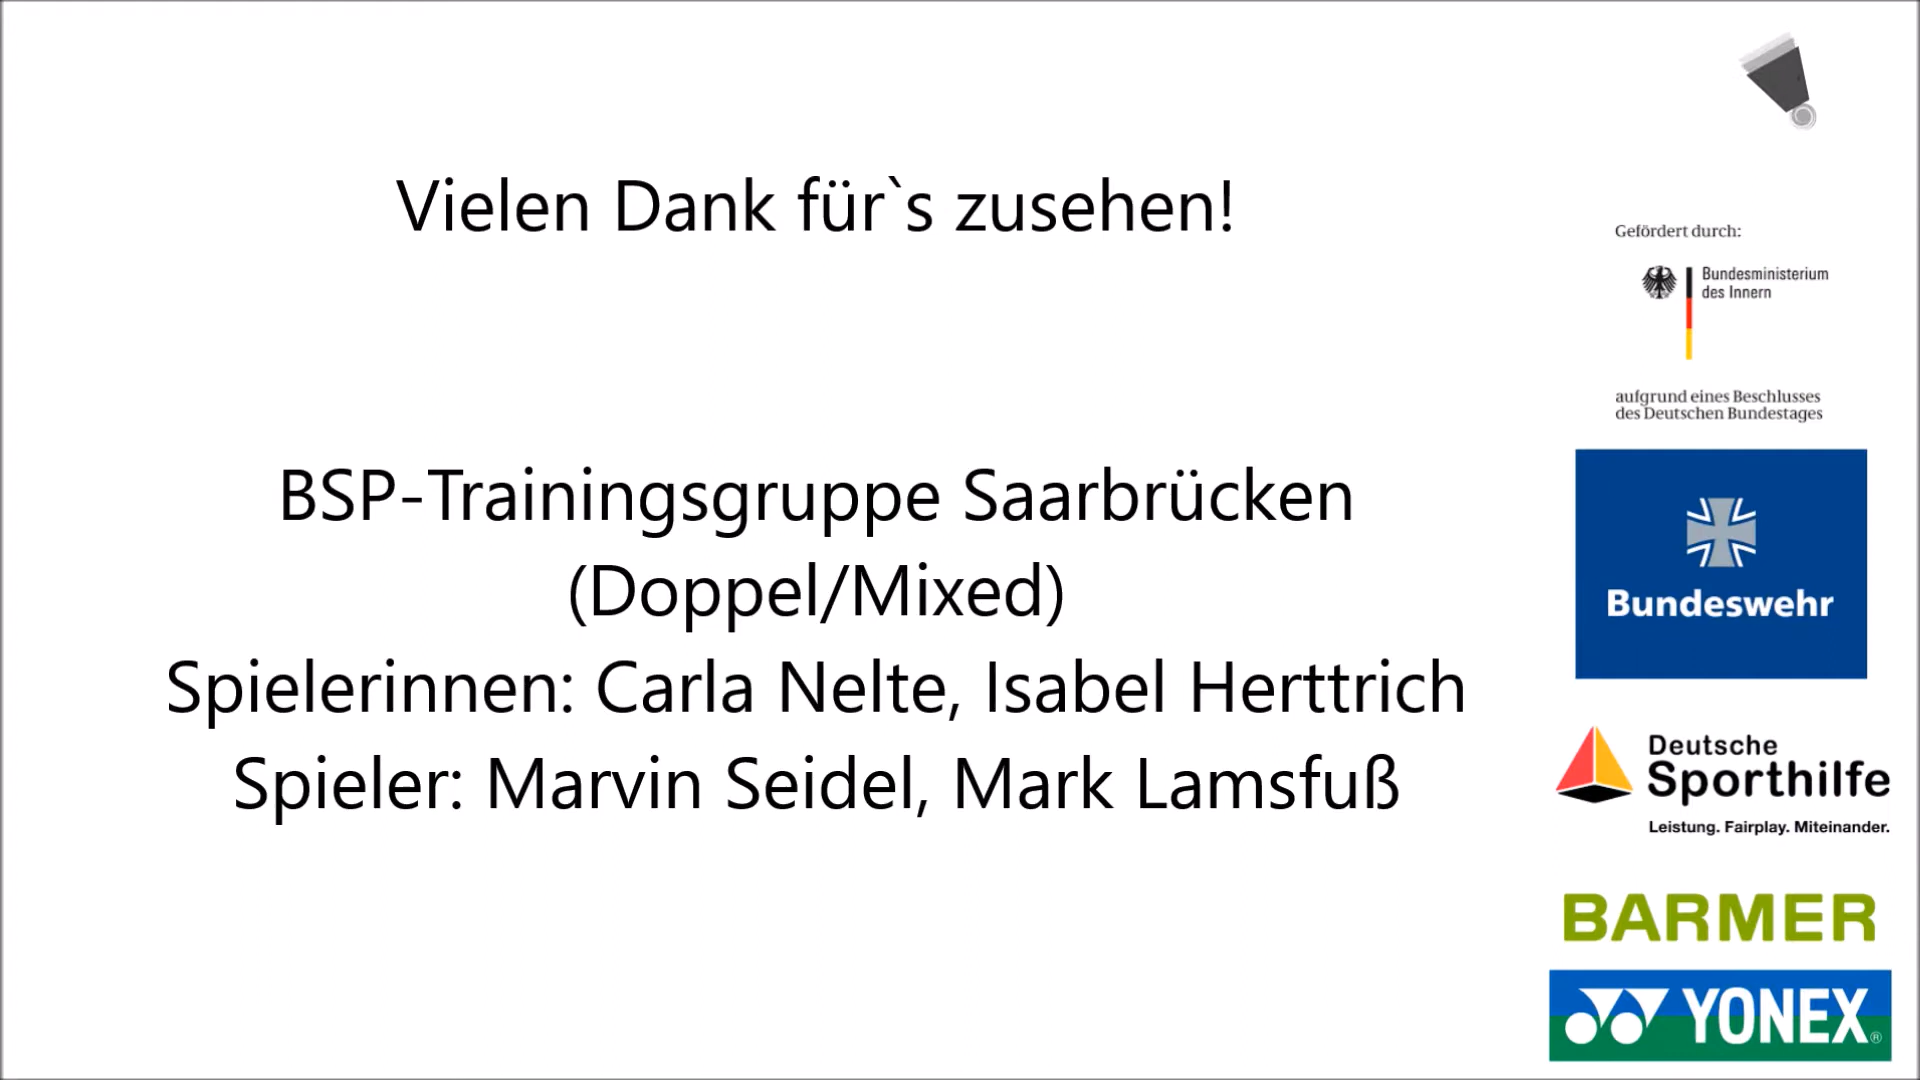 Vielen Dank für`s zusehen!
BSP-Trainingsgruppe Saarbrücken
(Doppel/Mixed)
Spielerinnen: Carla Nelte, Isabel Herttrich
Spieler: Marvin Seidel, Mark Lamsfuß
Gefördert durch:
Bundesministerium
des Innern
aufgrund eines Beschlusses
des Deutschen Bundestages
Bundeswehr
Deutsche
Sporthilfe
Leistung. Fairplay. Miteinander.
BARMER
YONEX®